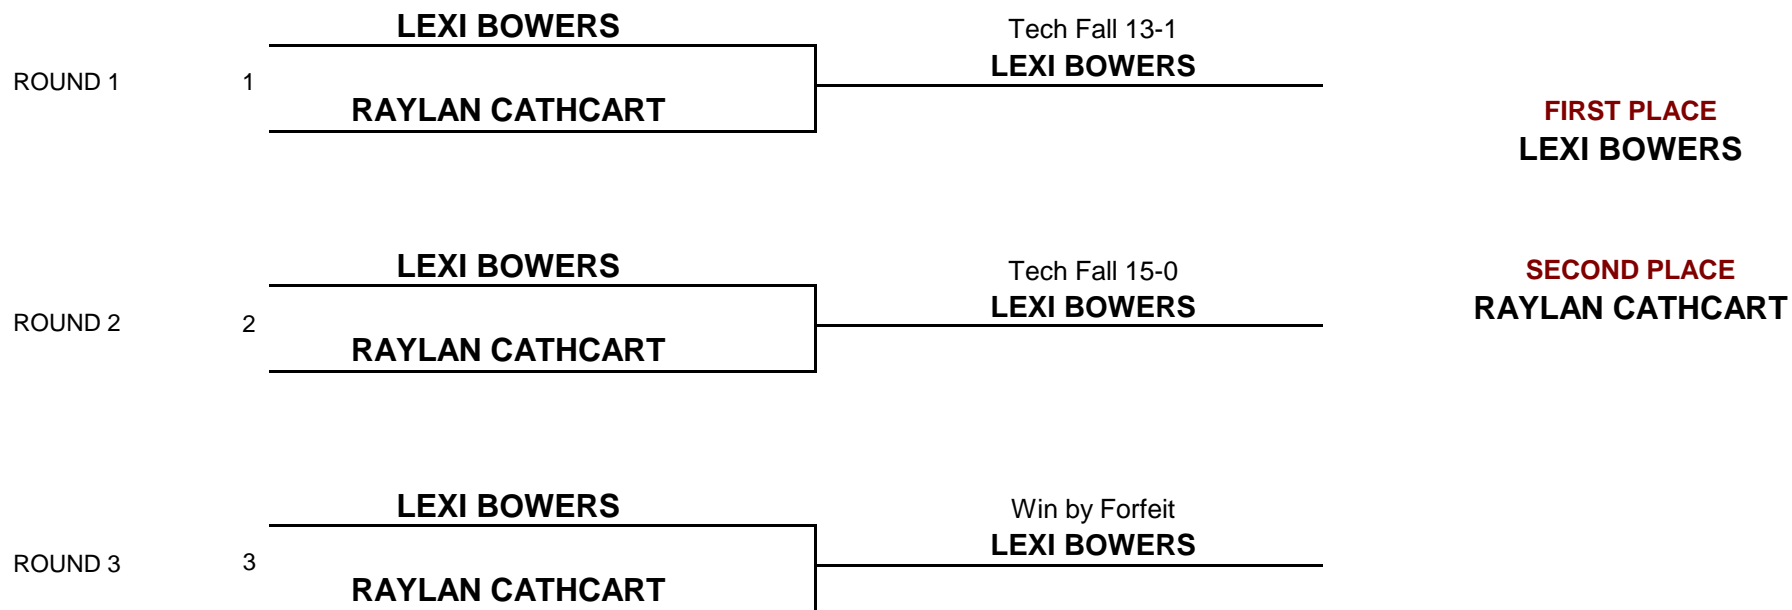 LEXI BOWERS
Tech Fall 13-1
LEXI BOWERS
ROUND 1
1
RAYLAN CATHCART
FIRST PLACE
LEXI BOWERS
LEXI BOWERS
Tech Fall 15-0
SECOND PLACE
LEXI BOWERS
RAYLAN CATHCART
ROUND 2
2
RAYLAN CATHCART
LEXI BOWERS
Win by Forfeit
LEXI BOWERS
ROUND 3
3
RAYLAN CATHCART